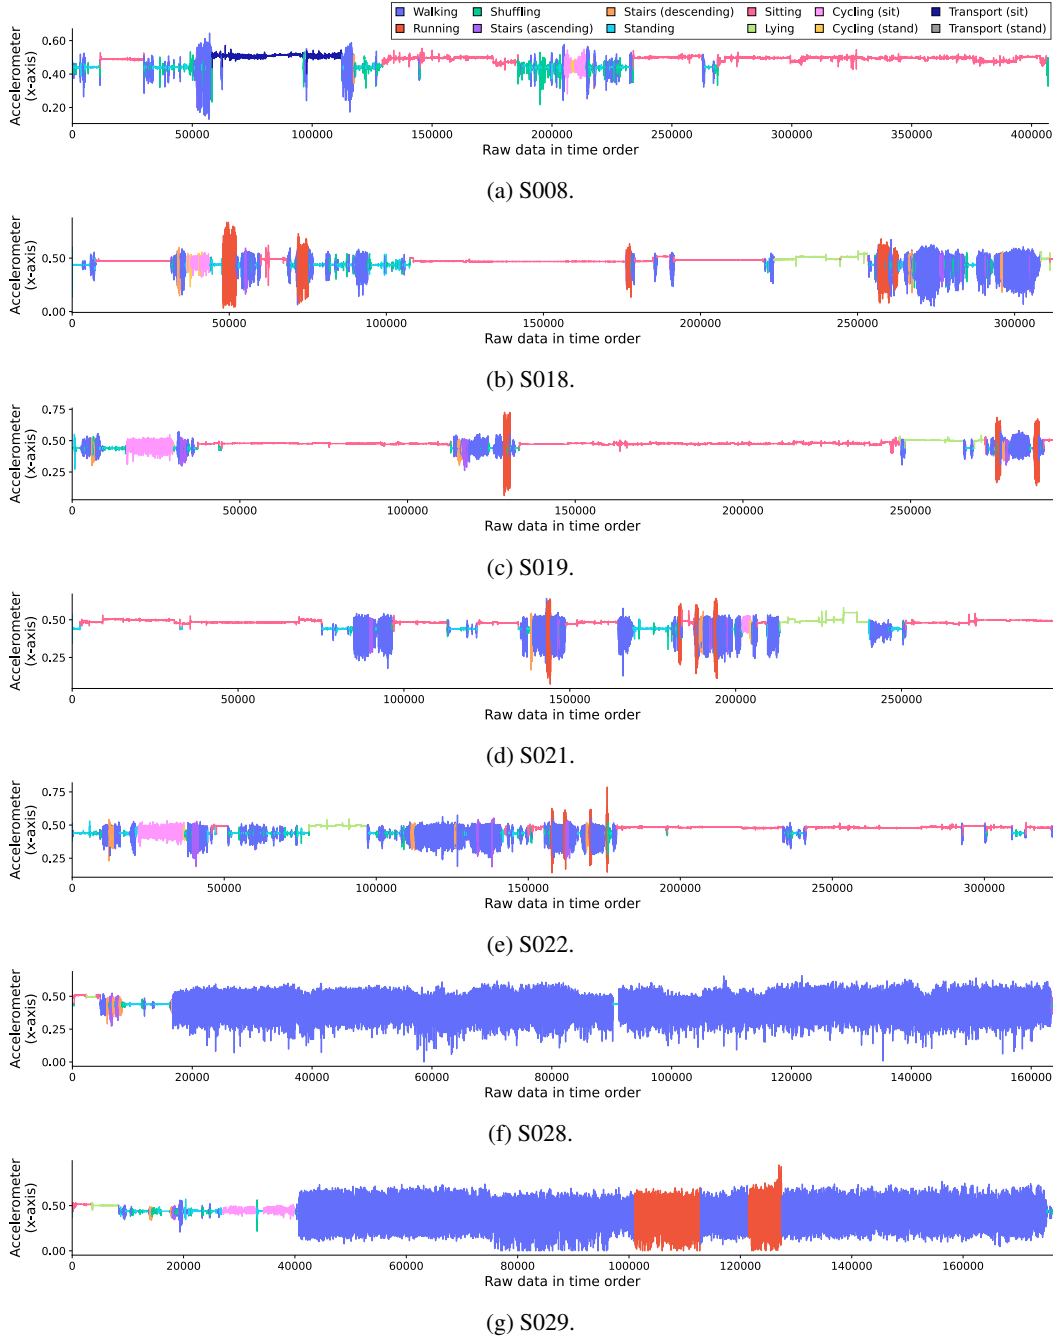 Walking Shuffling Stairs (descending) Sitting Cycling (sit) Transport (sit)
Running Stairs (ascending) Standing Lying Cycling (stand) Transport (stand)
Accelerometer
(x-axis)
0.60
0.40
0.20
0 50000 100000 150000 200000 250000 300000 350000 400000
Raw data in time order
(a) S008.
Accelerometer
(x-axis)
0.50
0.00
0 50000 100000 150000 200000 250000 300000
Raw data in time order
(b) S018.
Accelerometer
(x-axis)
0.75
0.50
0.25
0 50000 100000 150000 200000 250000
Raw data in time order
(c) S019.
Accelerometer
(x-axis)
0.50
0.25
0 50000 100000 150000 200000 250000
Raw data in time order
(d) S021.
Accelerometer
(x-axis)
0.75
0.50
0.25
0 50000 100000 150000 200000 250000 300000
Raw data in time order
(e) S022.
Accelerometer
(x-axis)
0.50
0.25
0.00
0 20000 40000 60000 80000 100000 120000 140000 160000
Raw data in time order
(f) S028.
Accelerometer
(x-axis)
0.50
0.00
0 20000 40000 60000 80000 100000 120000 140000 160000
Raw data in time order
(g) S029.